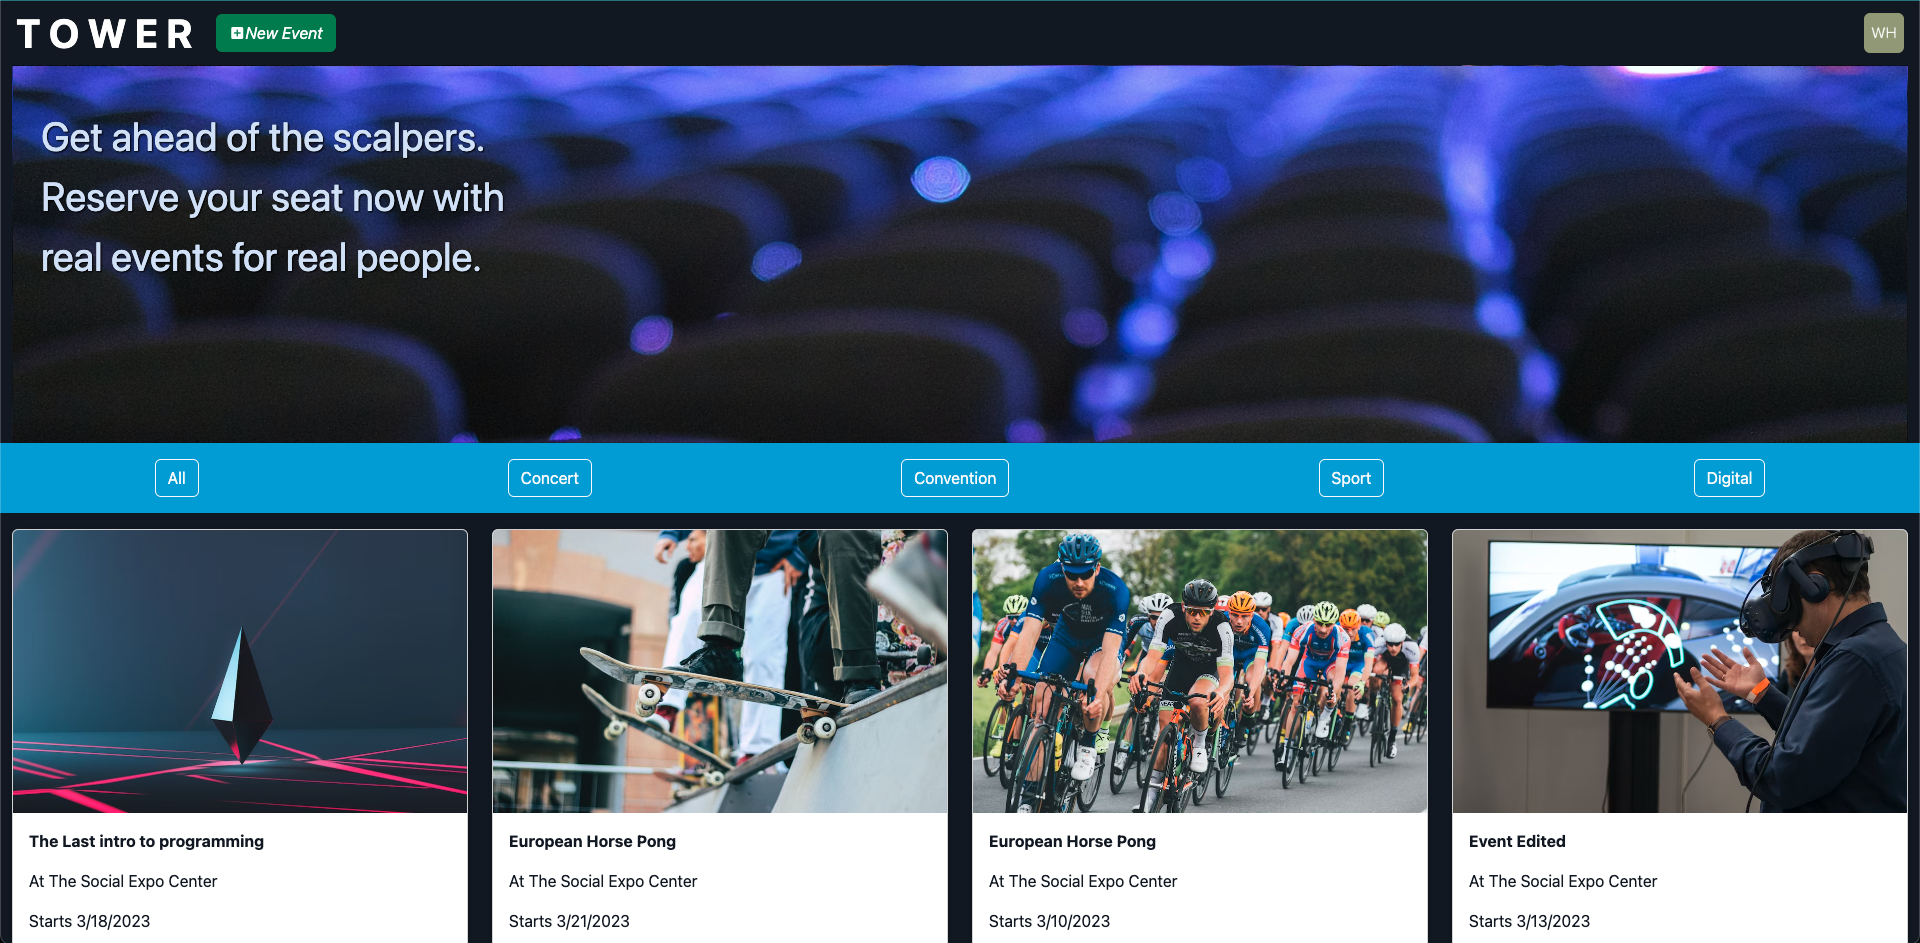 TOWER
New Event
WH
Get ahead of the scalpers.
Reserve your seat now with
real events for real people.
All
Concert
Convention
Sport
Digital
The Last intro to programming
At The Social Expo Center
Starts 3/18/2023
European Horse Pong
At The Social Expo Center
Starts 3/21/2023
European Horse Pong
At The Social Expo Center
Starts 3/10/2023
Event Edited
At The Social Expo Center
Starts 3/13/2023